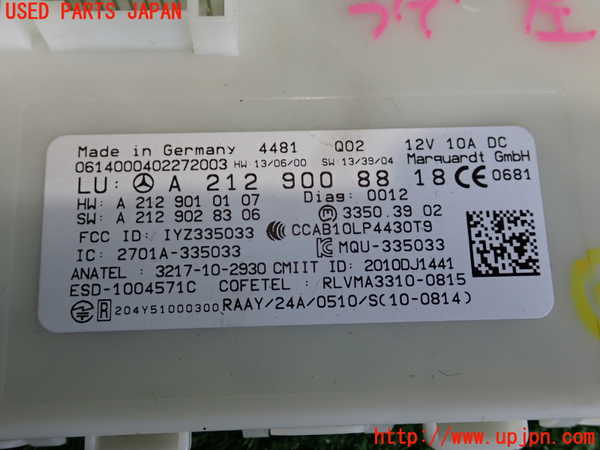 USED PARTS JAPAN
Made in Germany 4481 Q02 12V 10A DC
0614000402272003 HW 13/06/00 SW 13/39/04 Marquardt GmbH
LU: A 212 900 88 18 CE 0681
HW: A 212 901 01 07 Diag: 0012
SW: A 212 902 83 06 m 3350.39 02
FCC ID: IYZ335033 CCAB10LP4430T9
IC: 2701A-335033 MQU-335033
ANATEL : 3217-10-2930 CMIIT ID: 2010DJ1441
ESD-1004571C COFETEL: RLVMA3310-0815
R 204Y51000300 RAAY/24A/0510/S(10-0814)
http://www.upjpn.com/